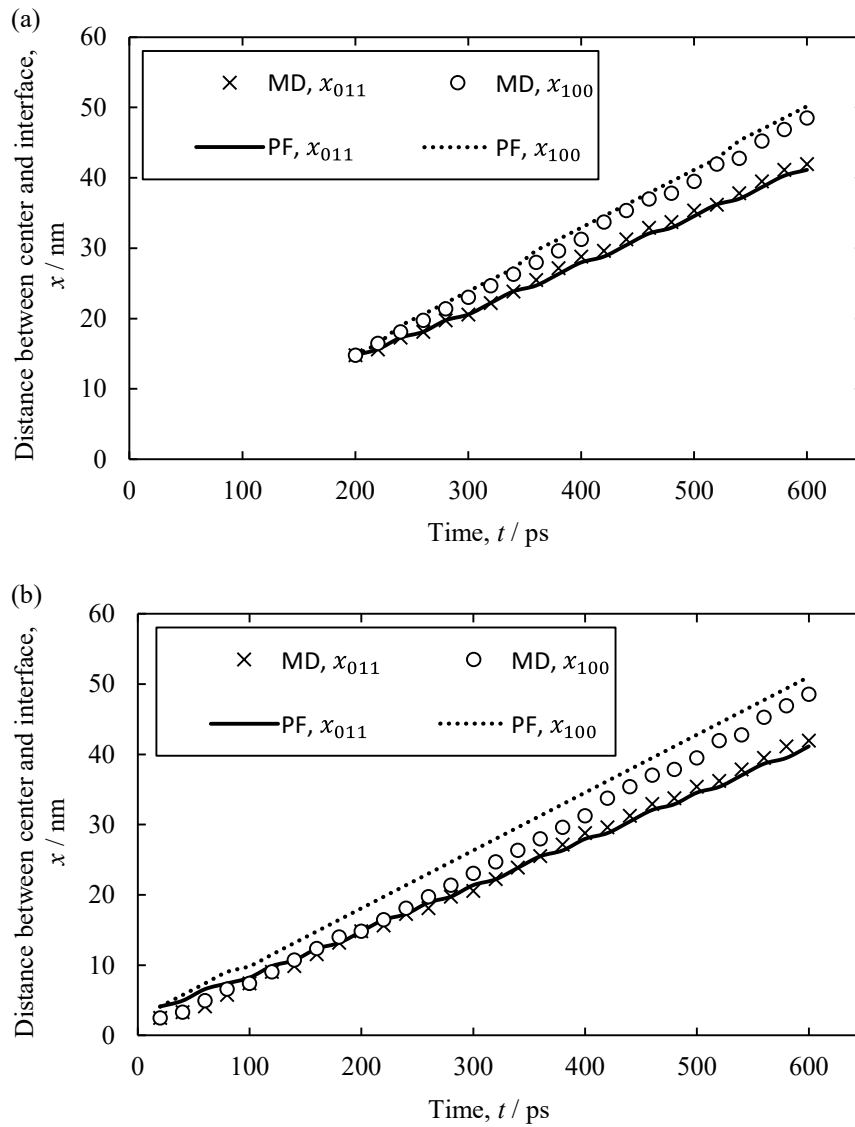 (a)
60
50
40
30
20
10
0
Distance between center and interface,
x / nm
MD, x011
MD, x100
PF, x011
PF, x100
0 100 200 300 400 500 600
Time, t / ps
(b)
60
50
40
30
20
10
0
Distance between center and interface,
x / nm
MD, x011
MD, x100
PF, x011
PF, x100
0 100 200 300 400 500 600
Time, t / ps